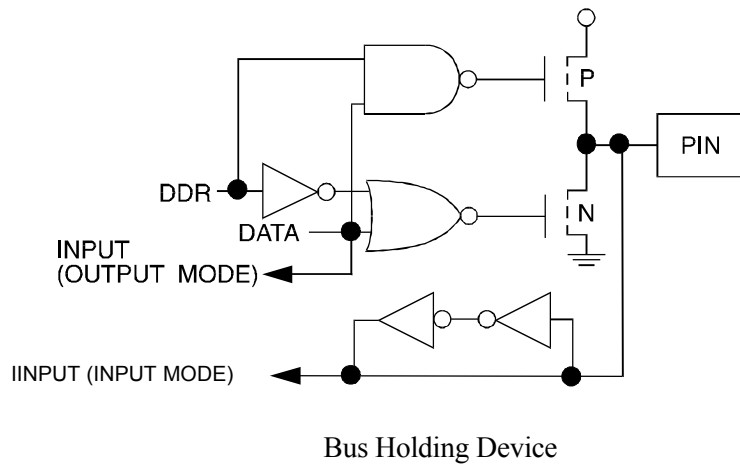 P
PIN
DDR
N
DATA
INPUT
(OUTPUT MODE)
IINPUT (INPUT MODE)
Bus Holding Device